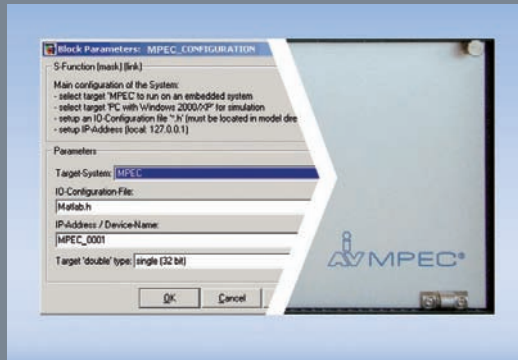 Block Parameters: MPEC_CONFIGURATION
S-Function (mask) (link)
Main configuration of the System:
- select target 'MPEC' to run on an embedded system
- select target 'PC with Windows 2000/XP' for simulation
- setup an IO-Configuration file '*.h' (must be located in model dire
- setup IP-Address (local: 127.0.0.1)
Parameters
Target-System: MPEC
IO-Configuration-File:
Matlab.h
IP-Address / Device-Name:
MPEC_0001
Target 'double' type: single (32 bit)
OK Cancel
MPEC®